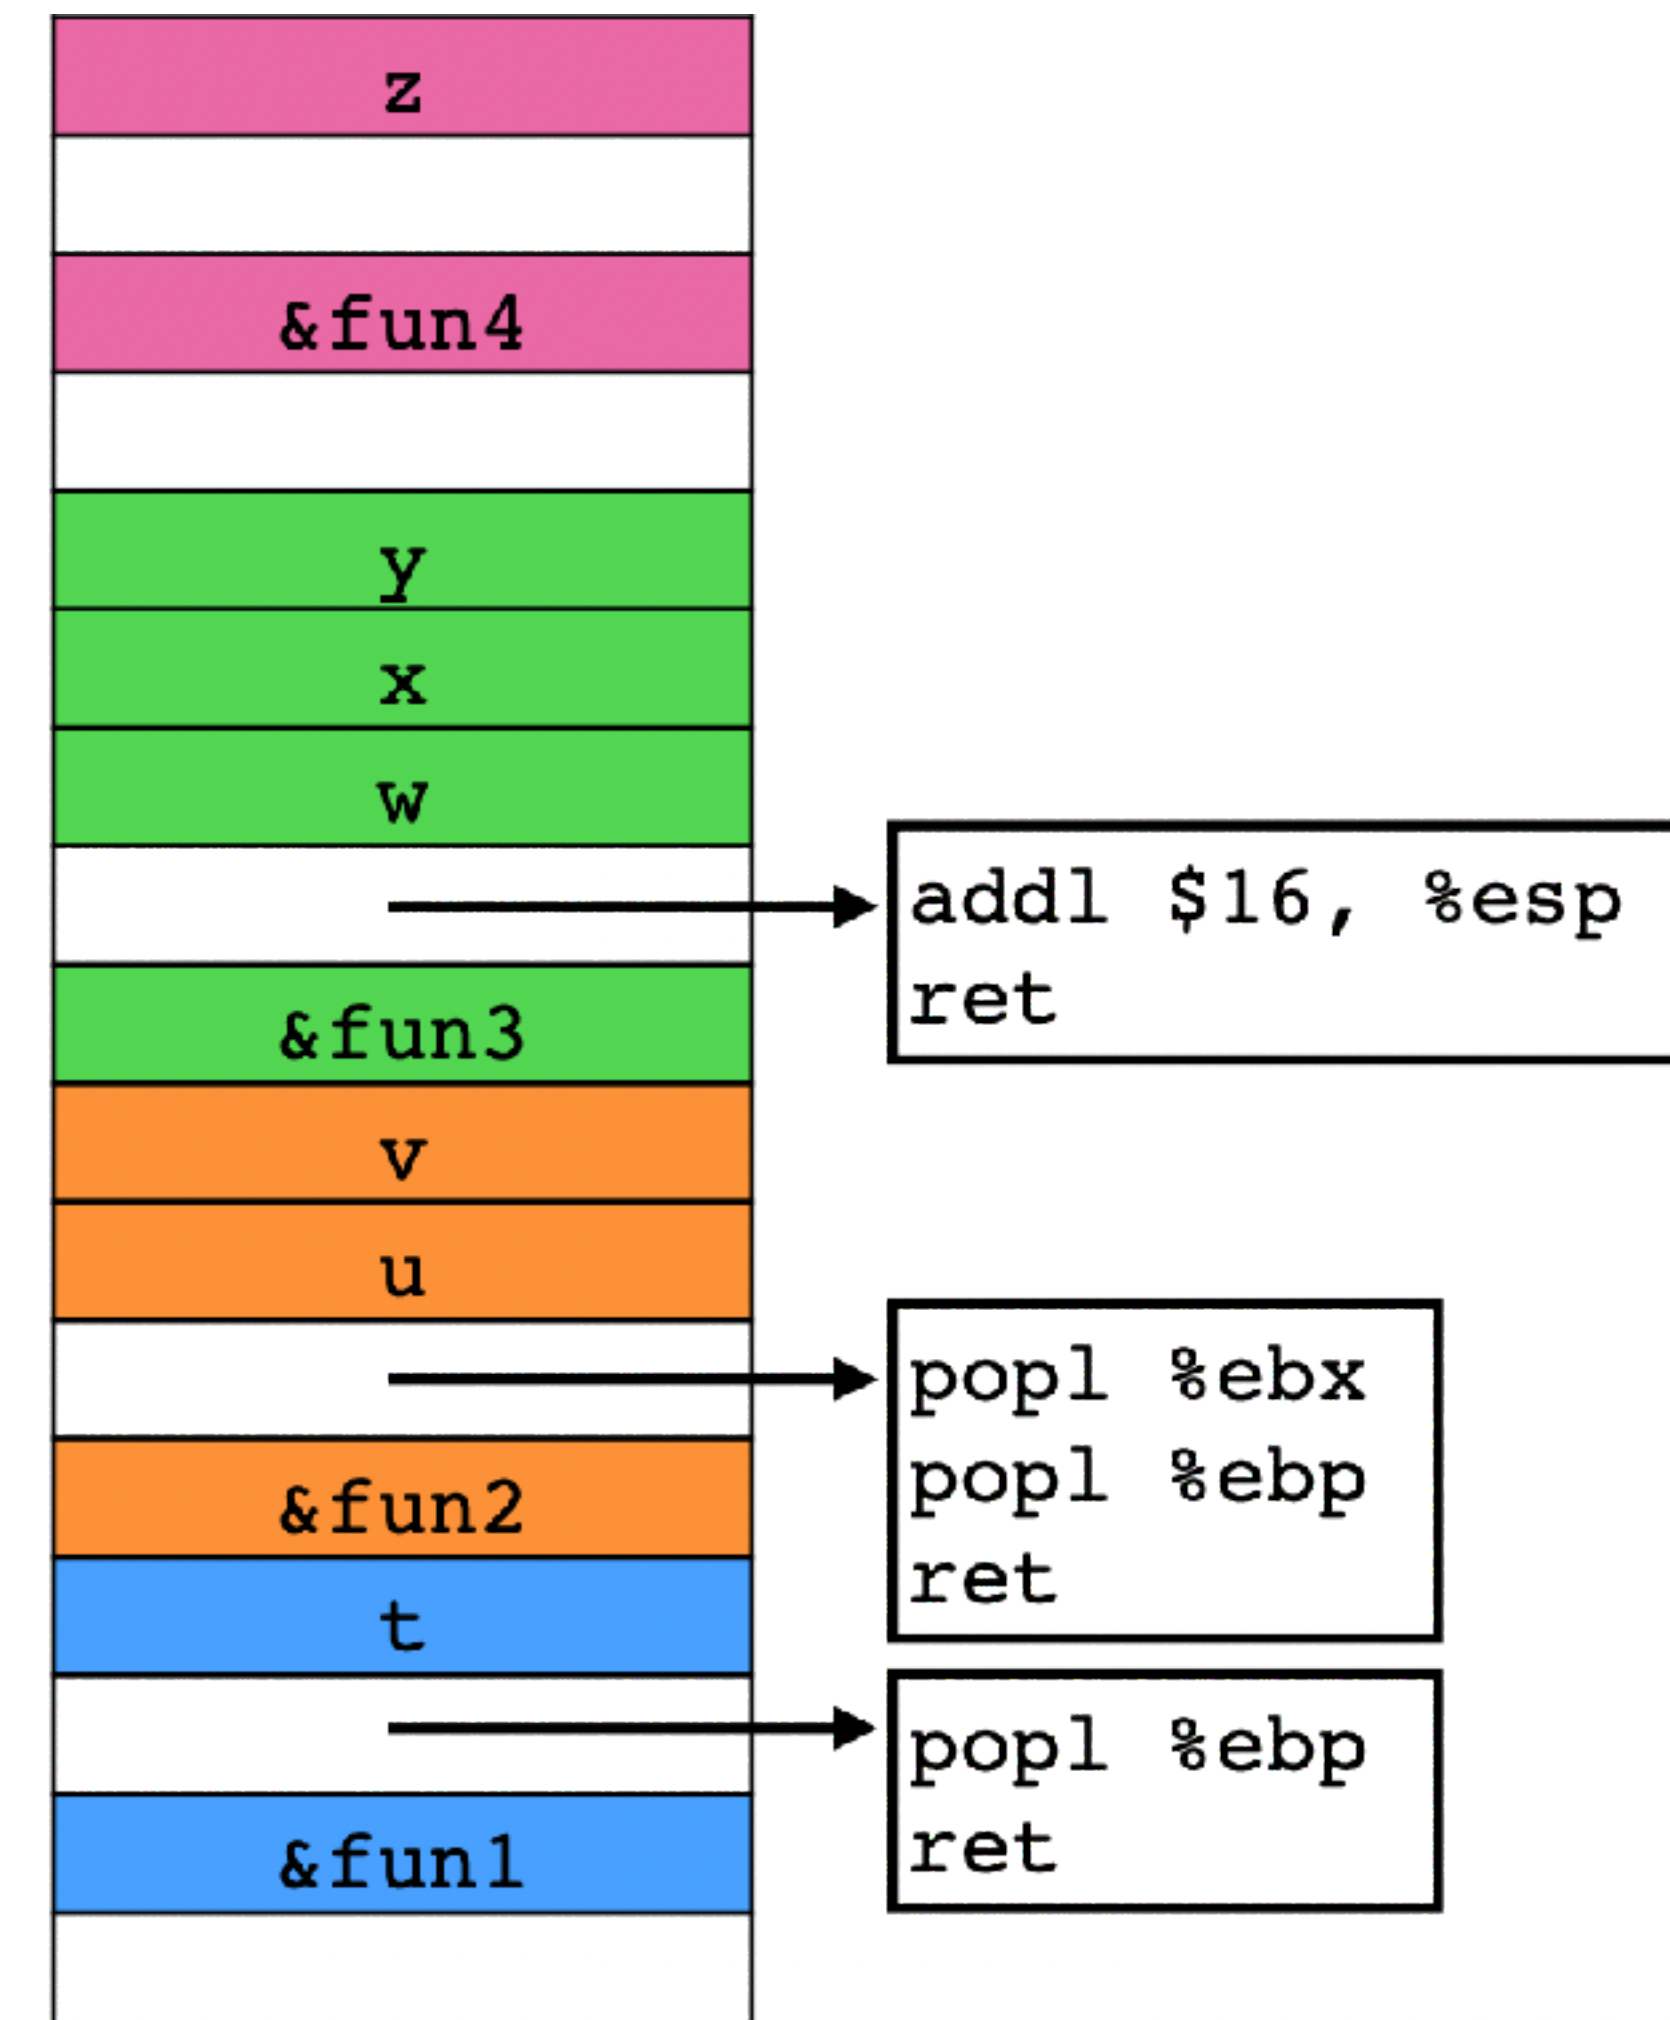 z
&fun4
y
x
w
addl $16, %esp
ret
&fun3
v
u
popl %ebx
popl %ebp
ret
&fun2
t
popl %ebp
ret
&fun1